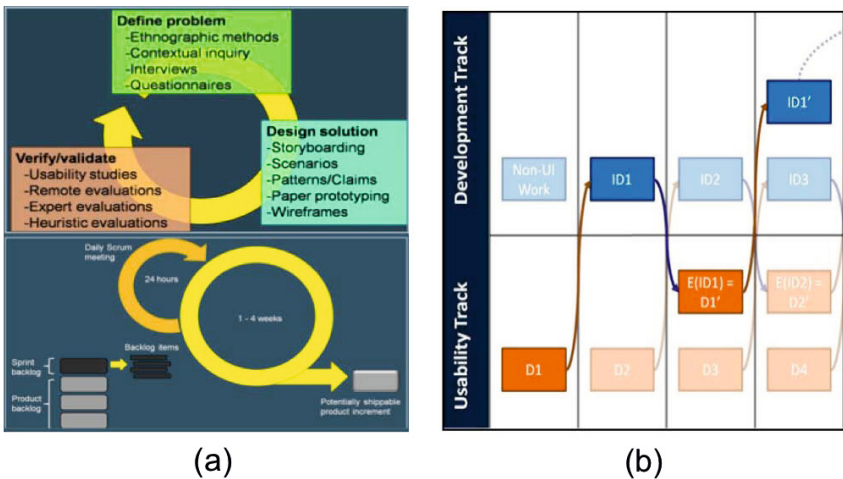 Define problem
-Ethnographic methods
-Contextual inquiry
-Interviews
-Questionnaires
Design solution
-Storyboarding
-Scenarios
-Patterns/Claims
-Paper prototyping
-Wireframes
Verify/validate
-Usability studies
-Remote evaluations
-Expert evaluations
-Heuristic evaluations
Daily Scrum
meeting
24 hours
1 - 4 weeks
Backlog items
Sprint
backlog
Product
backlog
Potentially shippable
product increment
(a)
Development Track
ID1'
Non-UI
Work
ID1
ID2
ID3
Usability Track
E(ID1) =
D1'
E(ID2) =
D2'
D1
D2
D3
D4
(b)